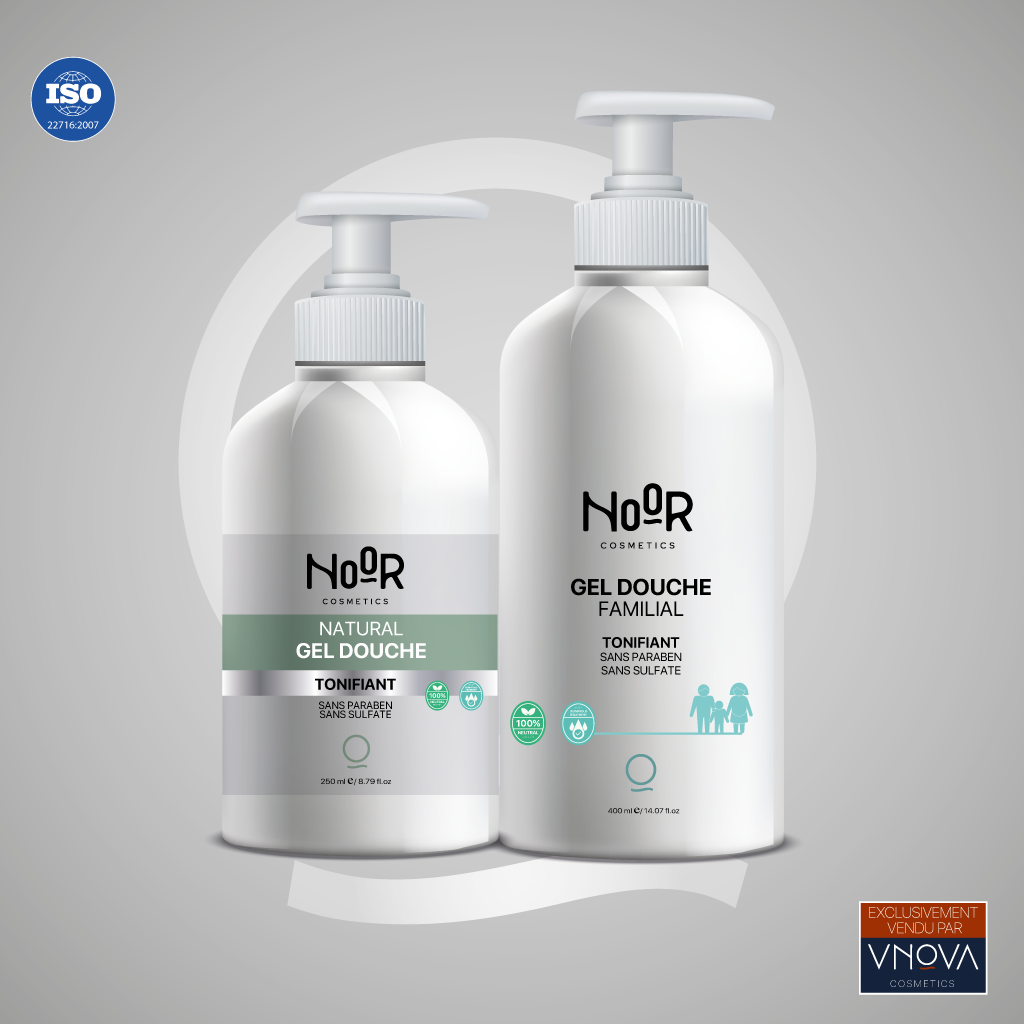 ISO
22716:2007
NOOR
COSMETICS
NATURAL
GEL DOUCHE
TONIFIANT
SANS PARABEN
SANS SULFATE
100%
250 ml ℮/ 8.79 fl.oz
NOOR
COSMETICS
GEL DOUCHE
FAMILIAL
TONIFIANT
SANS PARABEN
SANS SULFATE
100%
NEUTRAL
400 ml ℮/ 14.07 fl.oz
EXCLUSIVEMENT
VENDU PAR
VNOVA
COSMETICS